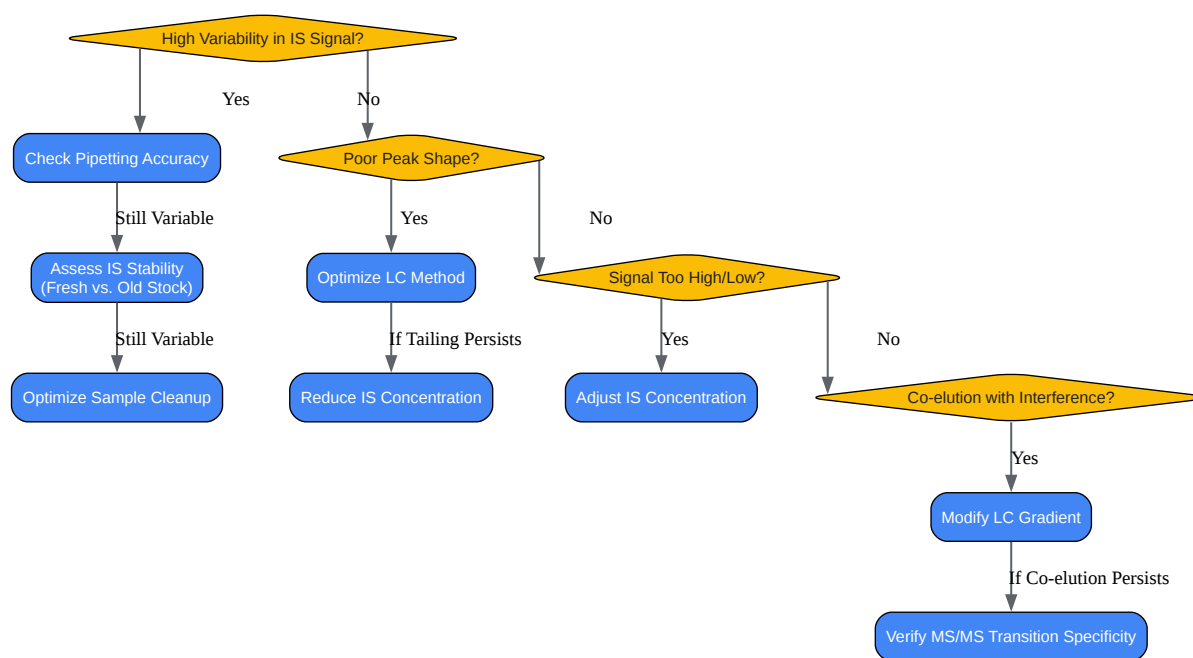 High Variability in IS Signal?
Yes
No
Check Pipetting Accuracy
Poor Peak Shape?
Still Variable
Yes
No
Assess IS Stability
(Fresh vs. Old Stock)
Optimize LC Method
Signal Too High/Low?
Still Variable
If Tailing Persists
Yes
No
Optimize Sample Cleanup
Reduce IS Concentration
Adjust IS Concentration
Co-elution with Interference?
Yes
Modify LC Gradient
If Co-elution Persists
Verify MS/MS Transition Specificity